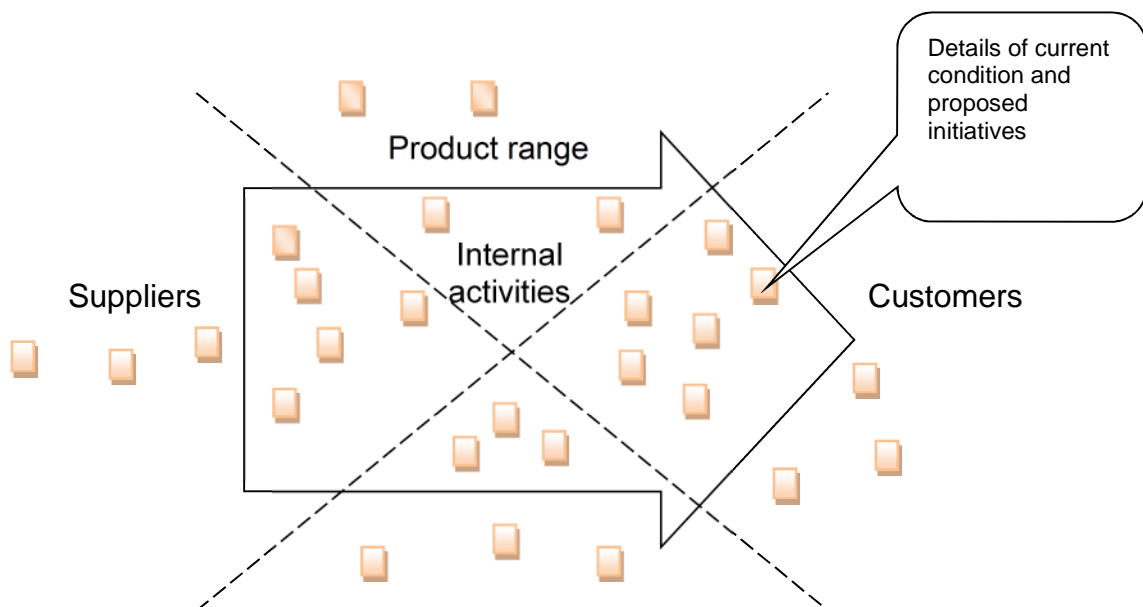 Details of current
condition and
proposed
initiatives
Product range
Internal
activities
Suppliers
Customers